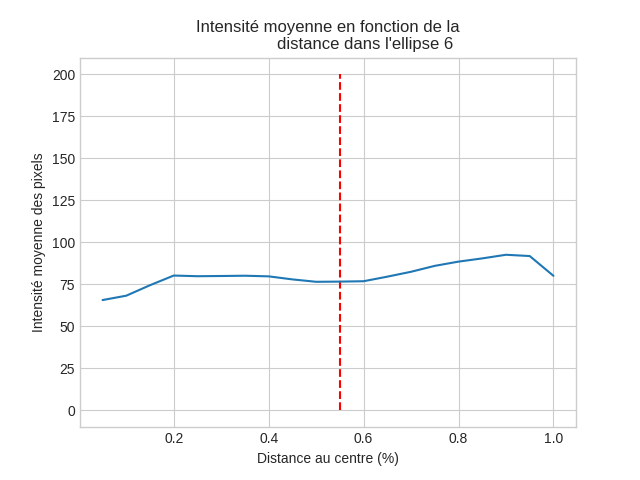 Intensité moyenne en fonction de la
distance dans l'ellipse 6
Intensité moyenne des pixels
200
175
150
125
100
75
50
25
0
0.2 0.4 0.6 0.8 1.0
Distance au centre (%)